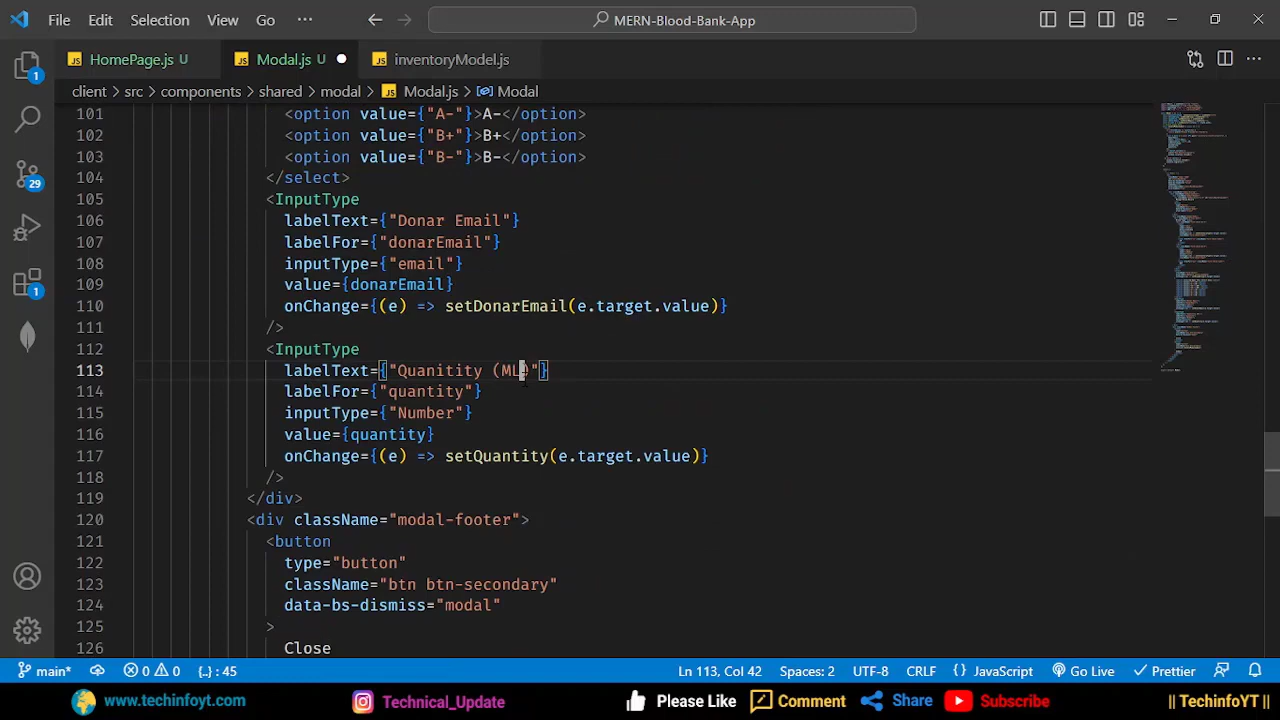 File Edit Selection View Go ··· MERN-Blood-Bank-App
HomePage.js U Modal.js U inventoryModel.js
client > src > components > shared > modal > Modal.js > Modal
101 <option value={"A-"}>A-</option>
102 <option value={"B+"}>B+</option>
103 <option value={"B-"}>B-</option>
104 </select>
105 <InputType
106 labelText={"Donar Email"}
107 labelFor={"donarEmail"}
108 inputType={"email"}
109 value={donarEmail}
110 onChange={(e) => setDonarEmail(e.target.value)}
111 />
112 <InputType
113 labelText={"Quanitity (ML)"}
114 labelFor={"quantity"}
115 inputType={"Number"}
116 value={quantity}
117 onChange={(e) => setQuantity(e.target.value)}
118 />
119 </div>
120 <div className="modal-footer">
121 <button
122 type="button"
123 className="btn btn-secondary"
124 data-bs-dismiss="modal"
125 >
126 Close
1
29
1
main* 0 0 {..} : 45 Ln 113, Col 42 Spaces: 2 UTF-8 CRLF {} JavaScript Go Live Prettier
www.techinfoyt.com Technical_Update Please Like Comment Share Subscribe || TechinfoYT ||